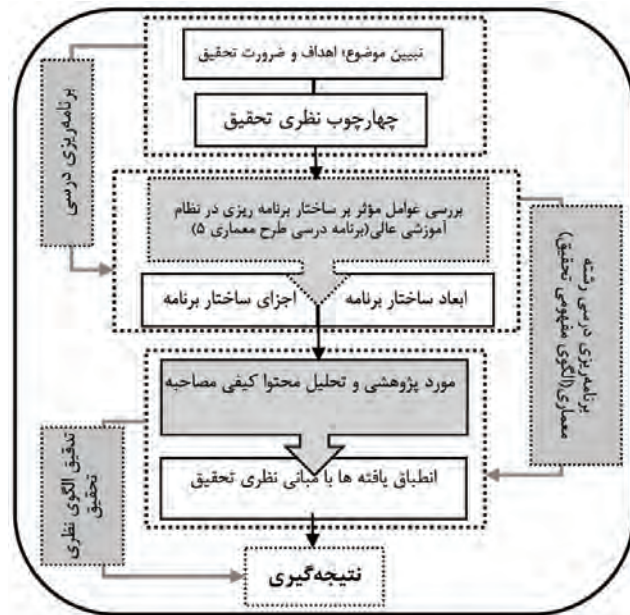 تبیین موضوع؛ اهداف و ضرورت تحقیق
چهارچوب نظری تحقیق
برنامه‌ریزی درسی
بررسی عوامل مؤثر بر ساختار برنامه ریزی در نظام
آموزشی عالی(برنامه درسی طرح معماری ۵)
ابعاد ساختار برنامه
اجزای ساختار برنامه
برنامه‌ریزی درسی رشته
معماری(الگوی مفهومی تحقیق)
مورد پژوهشی و تحلیل محتوا کیفی مصاحبه
انطباق یافته ها با مبانی نظری تحقیق
تدقیق الگوی نظری
تحقیق
نتیجه‌گیری